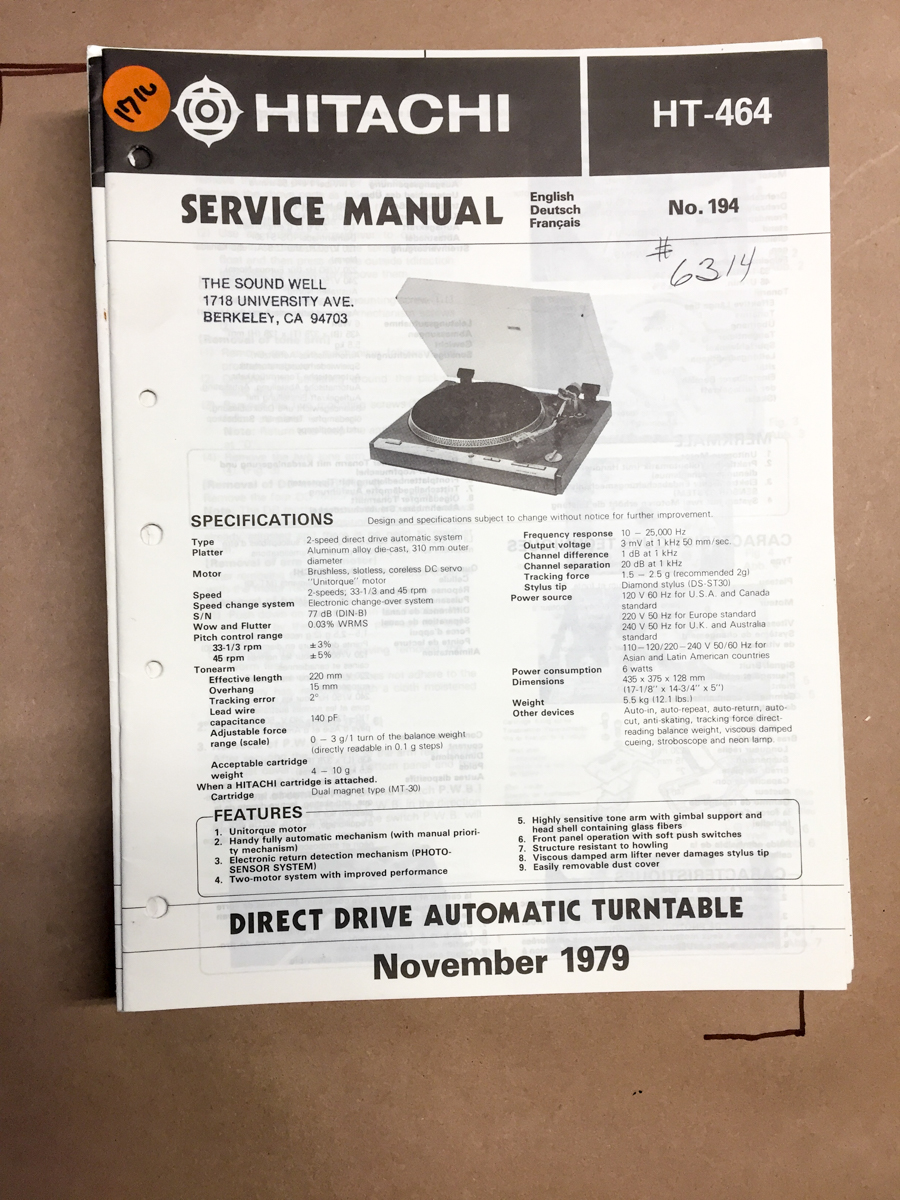 1716
HITACHI
HT-464
SERVICE MANUAL
English
Deutsch
Français
No. 194
# 6314
THE SOUND WELL
1718 UNIVERSITY AVE.
BERKELEY, CA 94703
SPECIFICATIONS
Design and specifications subject to change without notice for further improvement.
Type 2-speed direct drive automatic system
Platter Aluminum alloy die-cast, 310 mm outer
diameter
Motor Brushless, slotless, coreless DC servo
"Unitorque" motor
Speed 2-speeds, 33-1/3 and 45 rpm
Speed change system Electronic change-over system
S/N 77 dB (DIN-B)
Wow and Flutter 0.03% WRMS
Pitch control range
33-1/3 rpm ±3%
45 rpm ±5%
Tonearm
Effective length 220 mm
Overhang 15 mm
Tracking error 2°
Lead wire
capacitance 140 pF
Adjustable force
range (scale) 0 – 3 g/1 turn of the balance weight
(directly readable in 0.1 g steps)
Acceptable cartridge
weight 4 – 10 g
When a HITACHI cartridge is attached.
Cartridge Dual magnet type (MT-30)
Frequency response 10 – 25,000 Hz
Output voltage 3 mV at 1 kHz 50 mm/sec.
Channel difference 1 dB at 1 kHz
Channel separation 20 dB at 1 kHz
Tracking force 1.5 – 2.5 g (recommended 2g)
Stylus tip Diamond stylus (DS-ST30)
Power source 120 V 60 Hz for U.S.A. and Canada
standard
220 V 50 Hz for Europe standard
240 V 50 Hz for U.K. and Australia
standard
110–120/220–240 V 50/60 Hz for
Asian and Latin American countries
Power consumption 6 watts
Dimensions 435 x 375 x 128 mm
(17-1/8" x 14-3/4" x 5")
Weight 5.5 kg (12.1 lbs.)
Other devices Auto-in, auto-repeat, auto-return, auto-
cut, anti-skating, tracking force direct-
reading balance weight, viscous damped
cueing, stroboscope and neon lamp.
FEATURES
1. Unitorque motor
2. Handy fully automatic mechanism (with manual priori-
ty mechanism)
3. Electronic return detection mechanism (PHOTO-
SENSOR SYSTEM)
4. Two-motor system with improved performance
5. Highly sensitive tone arm with gimbal support and
head shell containing glass fibers
6. Front panel operation with soft push switches
7. Structure resistant to howling
8. Viscous damped arm lifter never damages stylus tip
9. Easily removable dust cover
DIRECT DRIVE AUTOMATIC TURNTABLE
November 1979